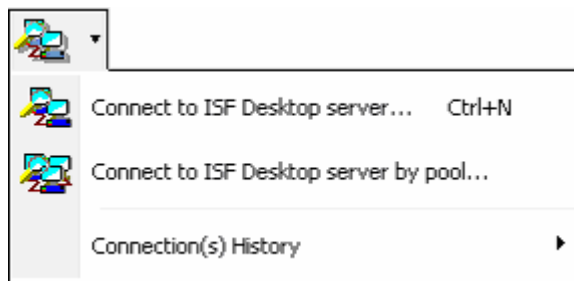 Connect to ISF Desktop server... Ctrl+N
Connect to ISF Desktop server by pool...
Connection(s) History